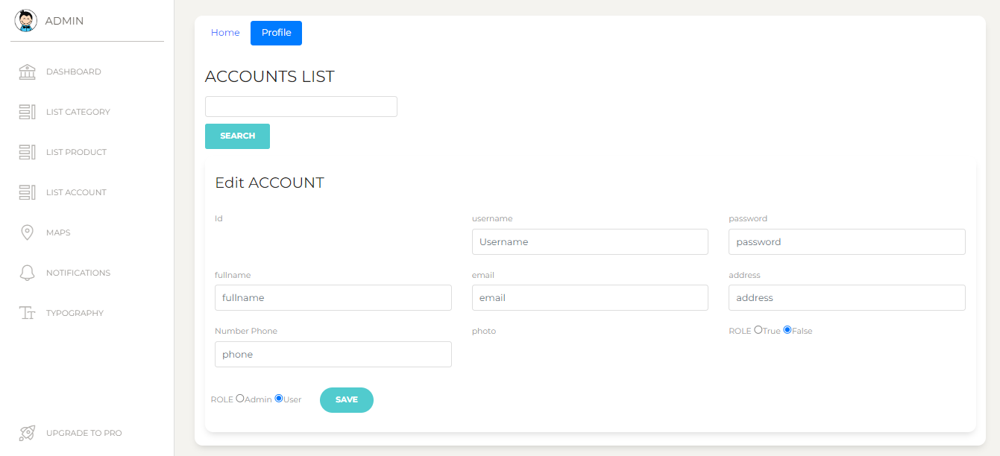 ADMIN
DASHBOARD
LIST CATEGORY
LIST PRODUCT
LIST ACCOUNT
MAPS
NOTIFICATIONS
TYPOGRAPHY
UPGRADE TO PRO
Home Profile
ACCOUNTS LIST
SEARCH
Edit ACCOUNT
Id username password
Username password
fullname email address
fullname email address
Number Phone photo ROLE True False
phone
ROLE Admin User SAVE